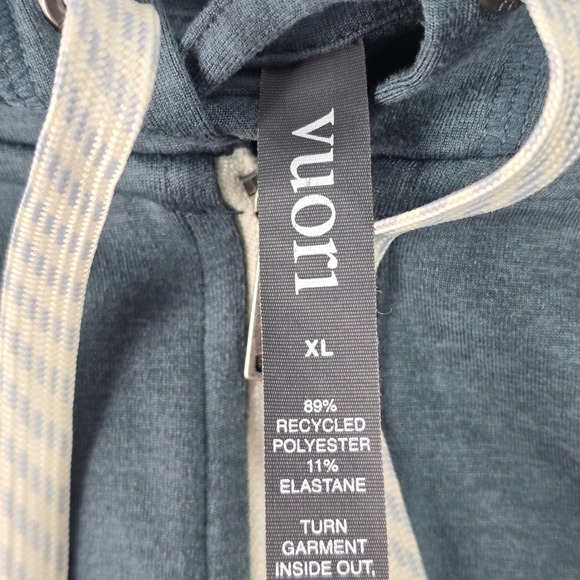 vuori
XL
89%
RECYCLED
POLYESTER
11%
ELASTANE
TURN
GARMENT
INSIDE OUT,